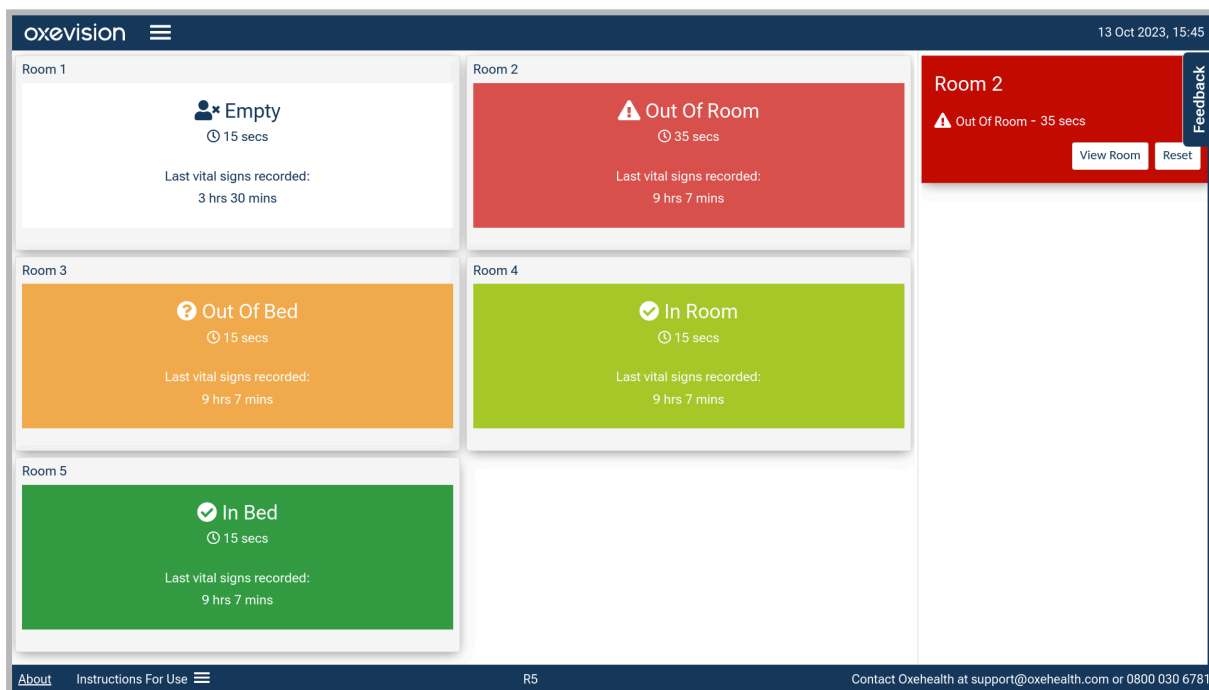 oxevision
13 Oct 2023, 15:45
Room 1
Empty
15 secs
Last vital signs recorded:
3 hrs 30 mins
Room 2
Out Of Room
35 secs
Last vital signs recorded:
9 hrs 7 mins
Room 3
Out Of Bed
15 secs
Last vital signs recorded:
9 hrs 7 mins
Room 4
In Room
15 secs
Last vital signs recorded:
9 hrs 7 mins
Room 5
In Bed
15 secs
Last vital signs recorded:
9 hrs 7 mins
Room 2
Out Of Room - 35 secs
View Room Reset
Feedback
About Instructions For Use R5 Contact Oxehealth at support@oxehealth.com or 0800 030 6781